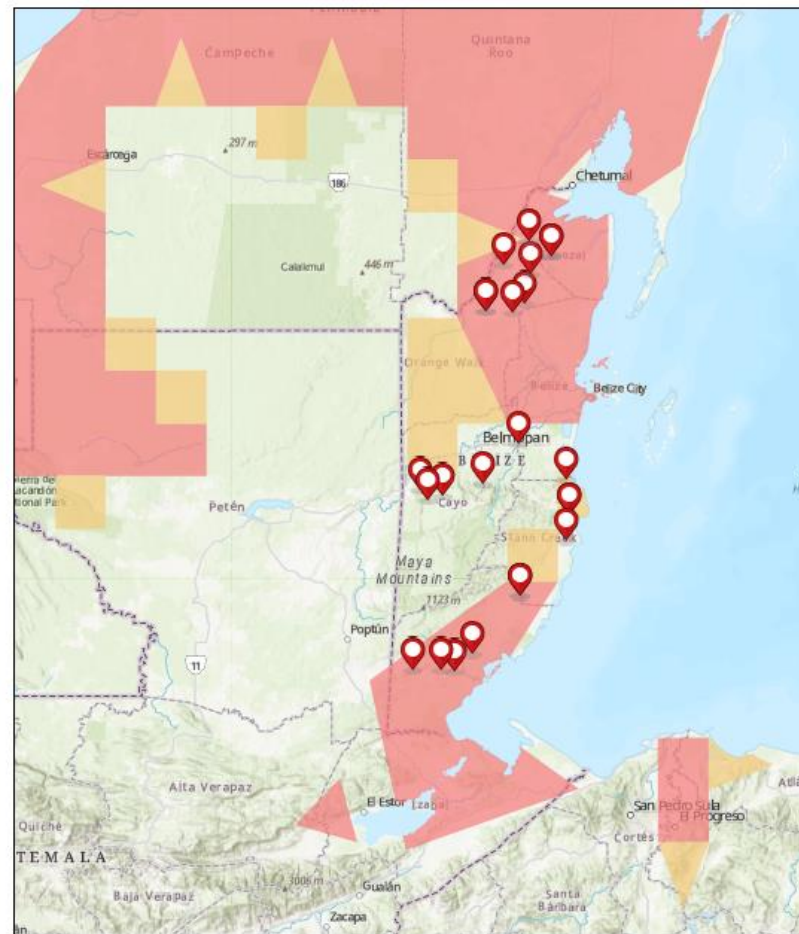 Campeche
Quintana
Roo
297 m
Escárcega
186
Chetumal
Calakmul
446 m
Orange Walk
Belize
Belize City
Belmopan
BELIZE
Cayo
Petén
Stann Creek
Maya
Mountains
1123 m
Poptún
11
Alta Verapaz
El Estor
Izabal
San Pedro Sula
El Progreso
Cortés
Quiché
TEMALA
Baja Verapaz
Gualán
Santa
Bárbara
Zacapa